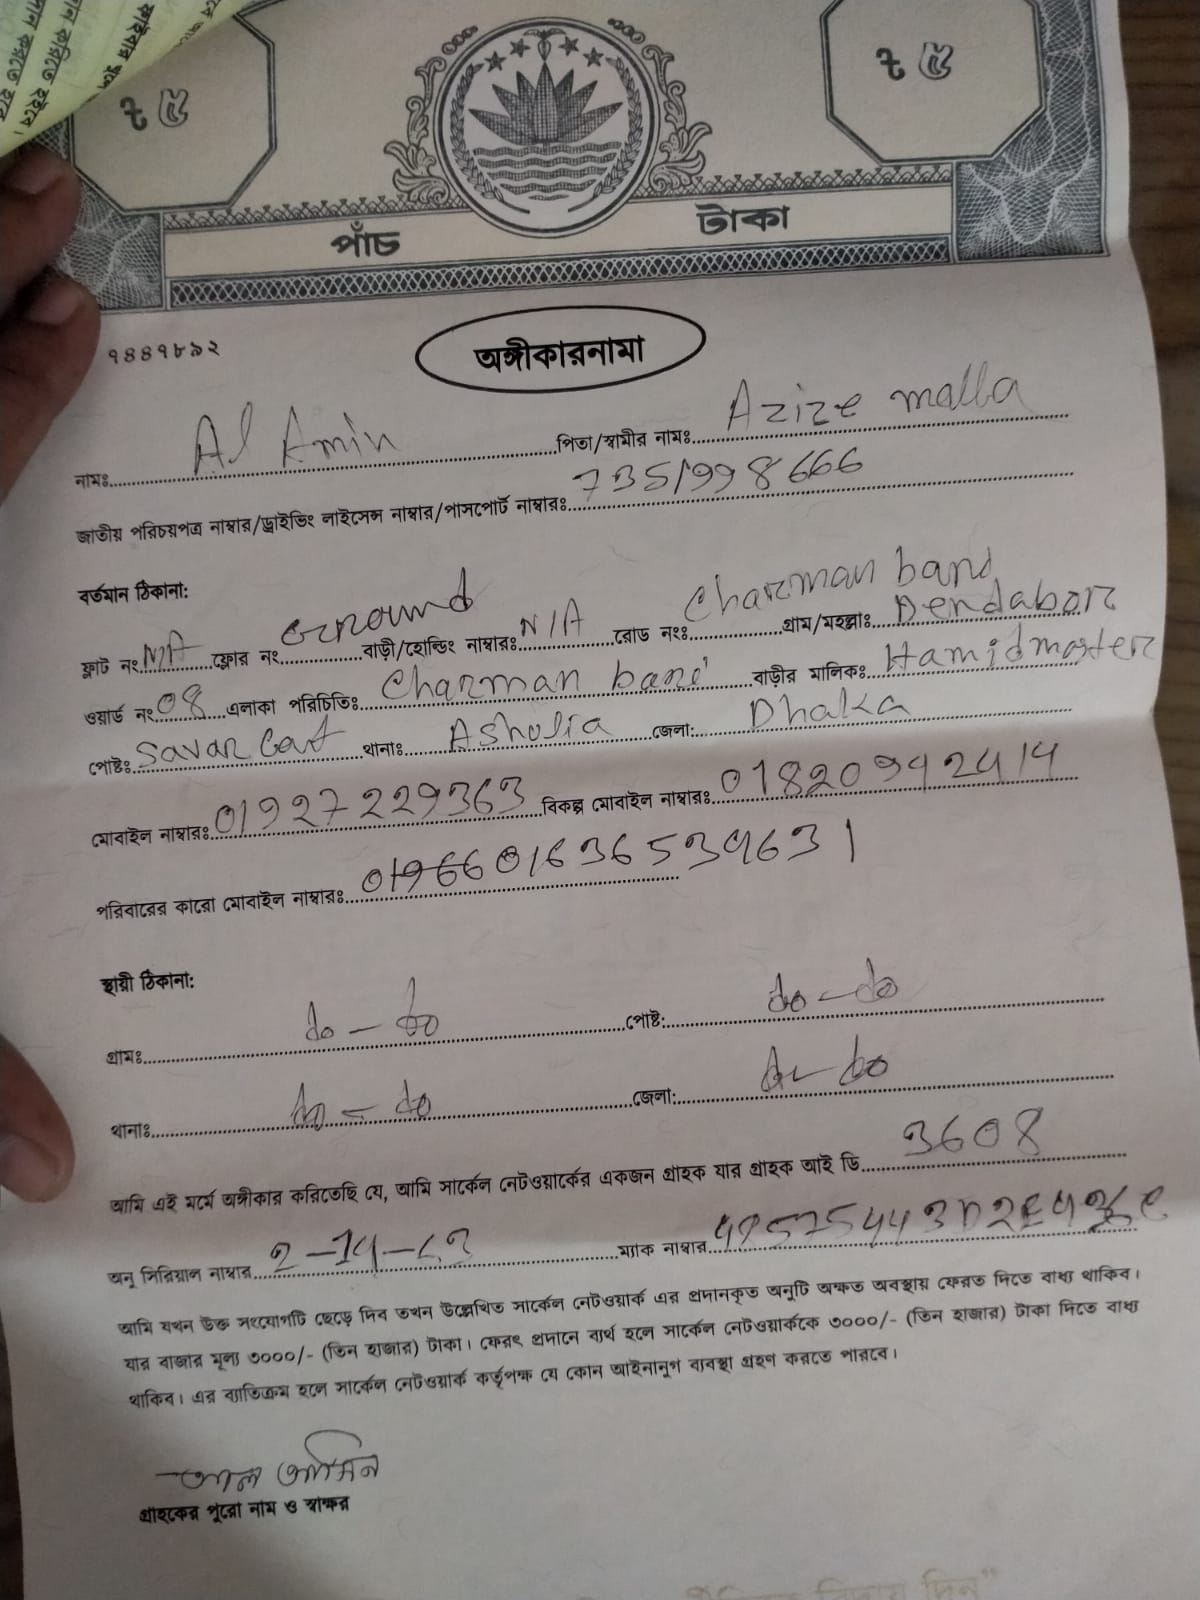 ৳ ৫ ৳ ৫
পাঁচ টাকা
৭৪৪৭৮৯২
অঙ্গীকারনামা
নামঃ Al Amin পিতা/স্বামীর নামঃ Azize malla
জাতীয় পরিচয়পত্র নাম্বার/ড্রাইভিং লাইসেন্স নাম্বার/পাসপোর্ট নাম্বারঃ 7351998666
বর্তমান ঠিকানা:
ফ্লাট নং N/A ফ্লোর নং Ground বাড়ী/হোল্ডিং নাম্বারঃ N/A রোড নংঃ Charman band গ্রাম/মহল্লাঃ Dendabor
ওয়ার্ড নং 08 এলাকা পরিচিতিঃ Charman bari বাড়ীর মালিকঃ Hamidmaster
পোষ্টঃ Savar Cant থানাঃ Ashulia জেলা: Dhaka
মোবাইল নাম্বারঃ 01927229363 বিকল্প মোবাইল নাম্বারঃ
পরিবারের কারো মোবাইল নাম্বারঃ 01636539631
স্থায়ী ঠিকানা:
গ্রামঃ do - do পোষ্ট: do - do
থানাঃ do - do জেলা: do - do
আমি এই মর্মে অঙ্গীকার করিতেছি যে, আমি সার্কেল নেটওয়ার্কের একজন গ্রাহক যার গ্রাহক আই ডি 3608
অনু সিরিয়াল নাম্বার ম্যাক নাম্বার
আমি যখন উক্ত সংযোগটি ছেড়ে দিব তখন উল্লেখিত সার্কেল নেটওয়ার্ক এর প্রদানকৃত অনুটি অক্ষত অবস্থায় ফেরত দিতে বাধ্য থাকিব।
যার বাজার মূল্য ৩০০০/- (তিন হাজার) টাকা। ফেরৎ প্রদানে ব্যর্থ হলে সার্কেল নেটওয়ার্ককে ৩০০০/- (তিন হাজার) টাকা দিতে বাধ্য
থাকিব। এর ব্যতিক্রম হলে সার্কেল নেটওয়ার্ক কর্তৃপক্ষ যে কোন আইনানুগ ব্যবস্থা গ্রহণ করতে পারবে।
আল আমিন
গ্রাহকের পুরো নাম ও স্বাক্ষর